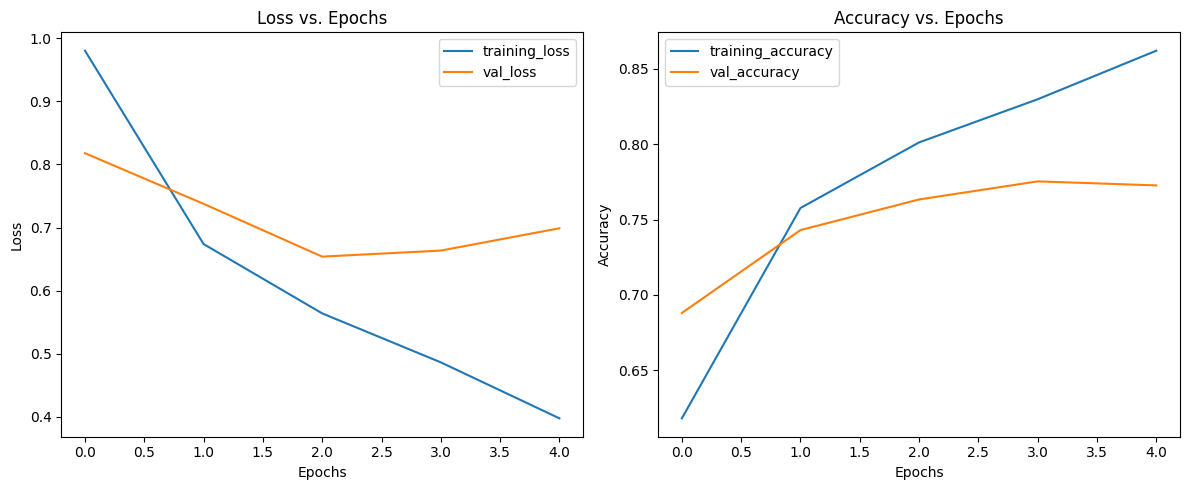 Loss vs. Epochs
training_loss
val_loss
Loss
1.0
0.9
0.8
0.7
0.6
0.5
0.4
0.0 0.5 1.0 1.5 2.0 2.5 3.0 3.5 4.0
Epochs
Accuracy vs. Epochs
training_accuracy
val_accuracy
Accuracy
0.85
0.80
0.75
0.70
0.65
0.0 0.5 1.0 1.5 2.0 2.5 3.0 3.5 4.0
Epochs